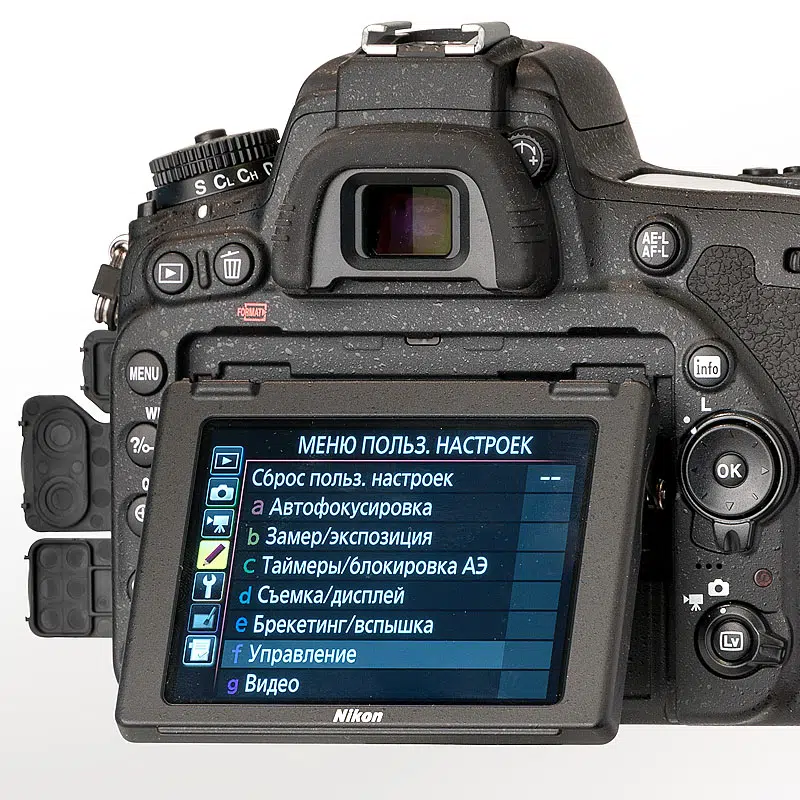 S CL CH
AE-L
AF-L
FORMAT
MENU
info
L
?/
OK
МЕНЮ ПОЛЬЗ. НАСТРОЕК
Сброс польз. настроек --
a Автофокусировка
b Замер/экспозиция
c Таймеры/блокировка АЭ
d Съемка/дисплей
e Брекетинг/вспышка
f Управление
g Видео
Lv
Nikon